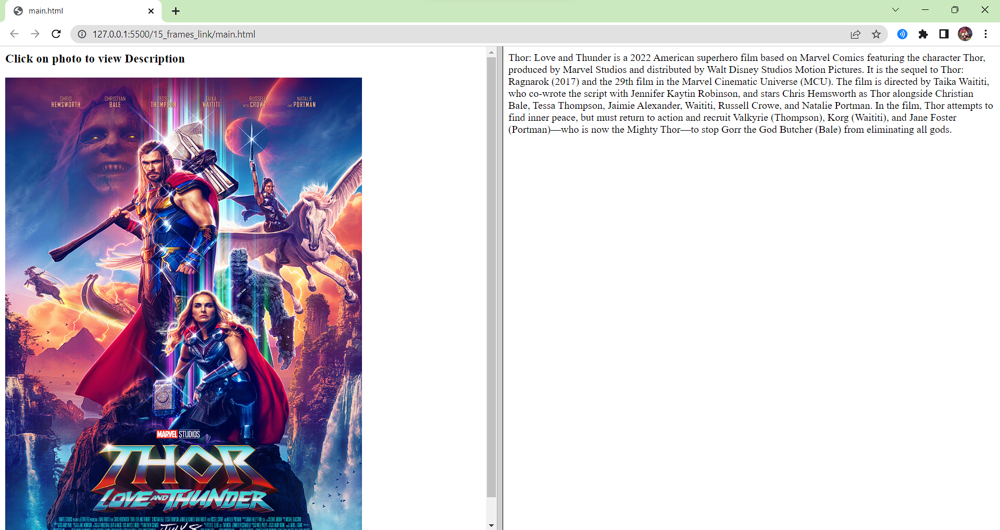 main.html
127.0.0.1:5500/15_frames_link/main.html
Click on photo to view Description
CHRIS HEMSWORTH
CHRISTIAN BALE
TESSA THOMPSON
TAIKA WAITITI
RUSSELL WITH CROWE
NATALIE AND PORTMAN
MARVEL STUDIOS
THOR
LOVE AND THUNDER
JULY 8
Thor: Love and Thunder is a 2022 American superhero film based on Marvel Comics featuring the character Thor,
produced by Marvel Studios and distributed by Walt Disney Studios Motion Pictures. It is the sequel to Thor:
Ragnarok (2017) and the 29th film in the Marvel Cinematic Universe (MCU). The film is directed by Taika Waititi,
who co-wrote the script with Jennifer Kaytin Robinson, and stars Chris Hemsworth as Thor alongside Christian
Bale, Tessa Thompson, Jaimie Alexander, Waititi, Russell Crowe, and Natalie Portman. In the film, Thor attempts to
find inner peace, but must return to action and recruit Valkyrie (Thompson), Korg (Waititi), and Jane Foster
(Portman)—who is now the Mighty Thor—to stop Gorr the God Butcher (Bale) from eliminating all gods.